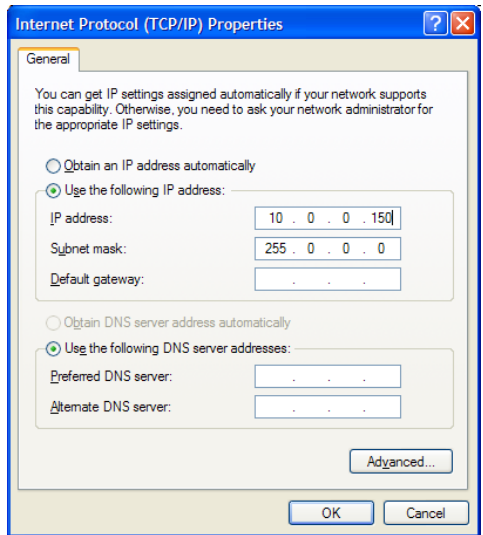 Internet Protocol (TCP/IP) Properties
General
You can get IP settings assigned automatically if your network supports
this capability. Otherwise, you need to ask your network administrator for
the appropriate IP settings.
Obtain an IP address automatically
Use the following IP address:
IP address: 10 . 0 . 0 . 150
Subnet mask: 255 . 0 . 0 . 0
Default gateway: . . .
Obtain DNS server address automatically
Use the following DNS server addresses:
Preferred DNS server: . . .
Alternate DNS server: . . .
Advanced...
OK Cancel